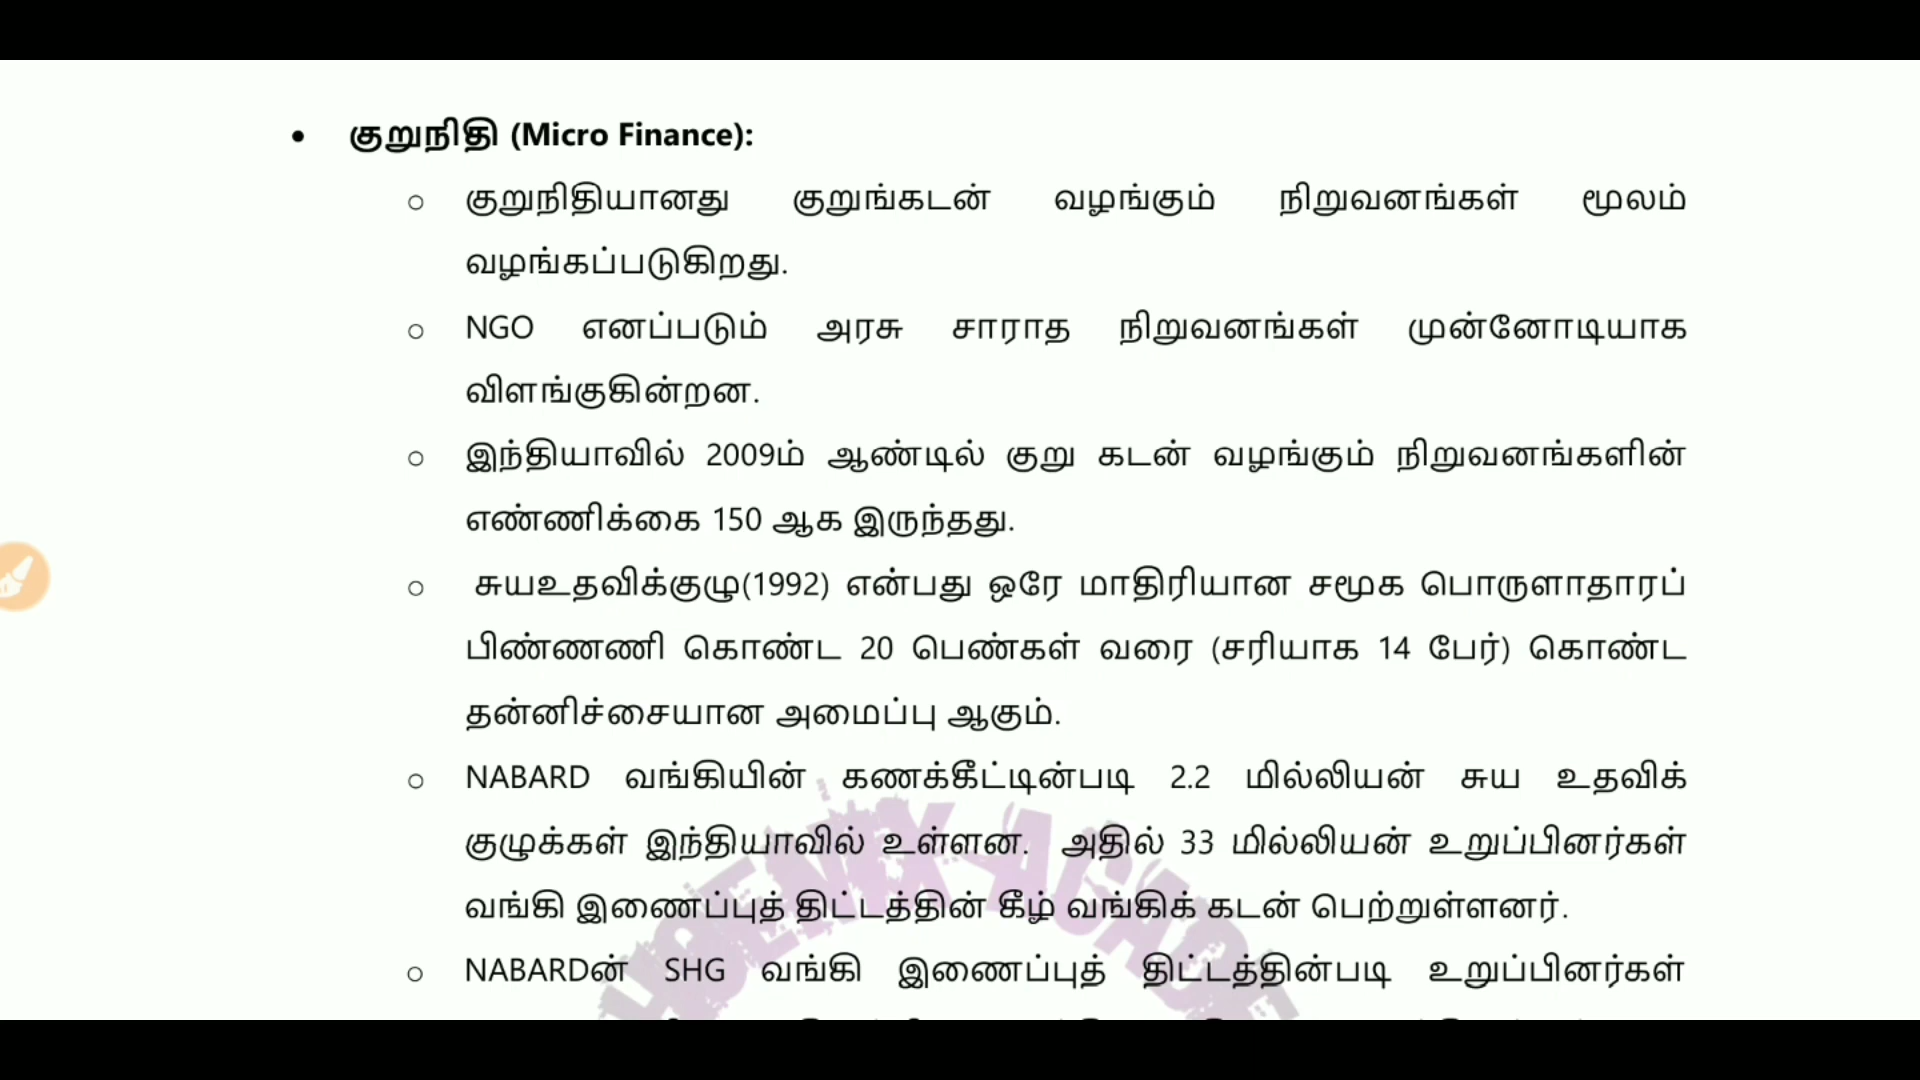 • குறுநிதி (Micro Finance):
o குறுநிதியானது குறுங்கடன் வழங்கும் நிறுவனங்கள் மூலம்
வழங்கப்படுகிறது.
o NGO எனப்படும் அரசு சாராத நிறுவனங்கள் முன்னோடியாக
விளங்குகின்றன.
o இந்தியாவில் 2009ம் ஆண்டில் குறு கடன் வழங்கும் நிறுவனங்களின்
எண்ணிக்கை 150 ஆக இருந்தது.
o சுயஉதவிக்குழு(1992) என்பது ஒரே மாதிரியான சமூக பொருளாதாரப்
பிண்ணணி கொண்ட 20 பெண்கள் வரை (சரியாக 14 பேர்) கொண்ட
தன்னிச்சையான அமைப்பு ஆகும்.
o NABARD வங்கியின் கணக்கீட்டின்படி 2.2 மில்லியன் சுய உதவிக்
குழுக்கள் இந்தியாவில் உள்ளன. அதில் 33 மில்லியன் உறுப்பினர்கள்
வங்கி இணைப்புத் திட்டத்தின் கீழ் வங்கிக் கடன் பெற்றுள்ளனர்.
o NABARDன் SHG வங்கி இணைப்புத் திட்டத்தின்படி உறுப்பினர்கள்